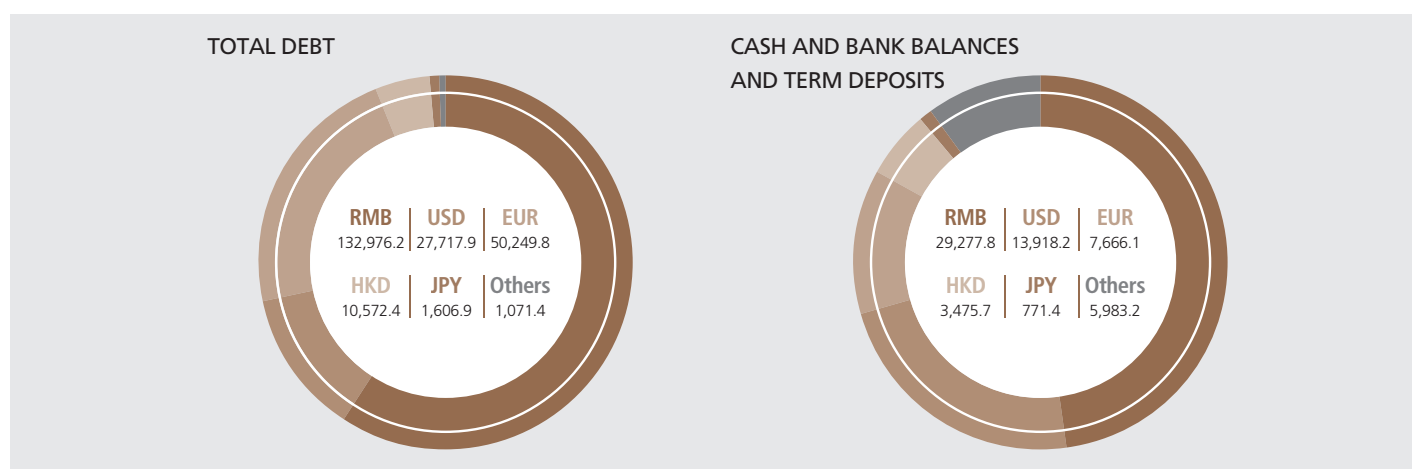 TOTAL DEBT
RMB USD EUR
132,976.2 27,717.9 50,249.8
HKD JPY Others
10,572.4 1,606.9 1,071.4
CASH AND BANK BALANCES
AND TERM DEPOSITS
RMB USD EUR
29,277.8 13,918.2 7,666.1
HKD JPY Others
3,475.7 771.4 5,983.2